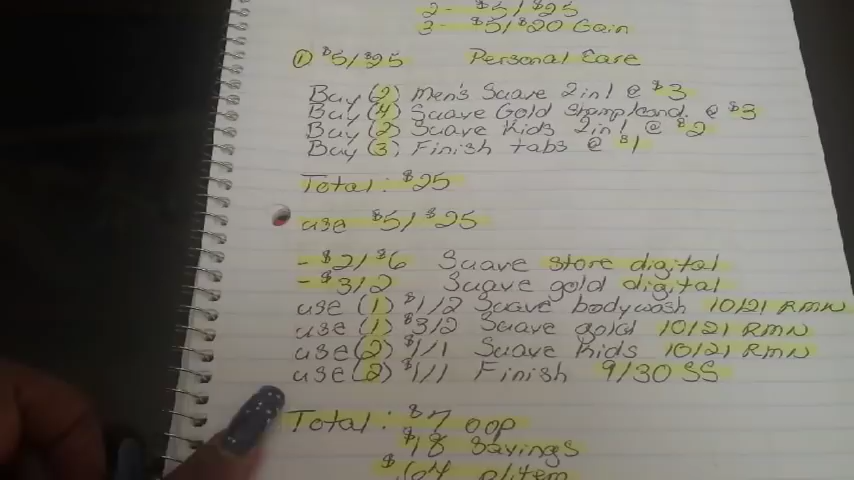 2- $5/$25
3- $5/$20 Gain
① $5/$25 Personal Care
Buy (2) Men's Suave 2in1 @ $3
Buy (4) Suave Gold Shamp/cond. @ $3
Buy (2) Suave Kids 2in1 @ $2
Buy (3) Finish tabs @ $1
Total: $25
use $5/$25
- $2/$6 Suave store digital
- $3/2 Suave gold digital
use (1) $1/2 Suave bodywash 10/21 RMN
use (1) $3/2 Suave gold 10/21 RMN
use (2) $1/1 Suave Kids 10/21 RMN
use (2) $1/1 Finish 9/30 SS
Total: $7 OOP
$18 savings
$.64 p/item